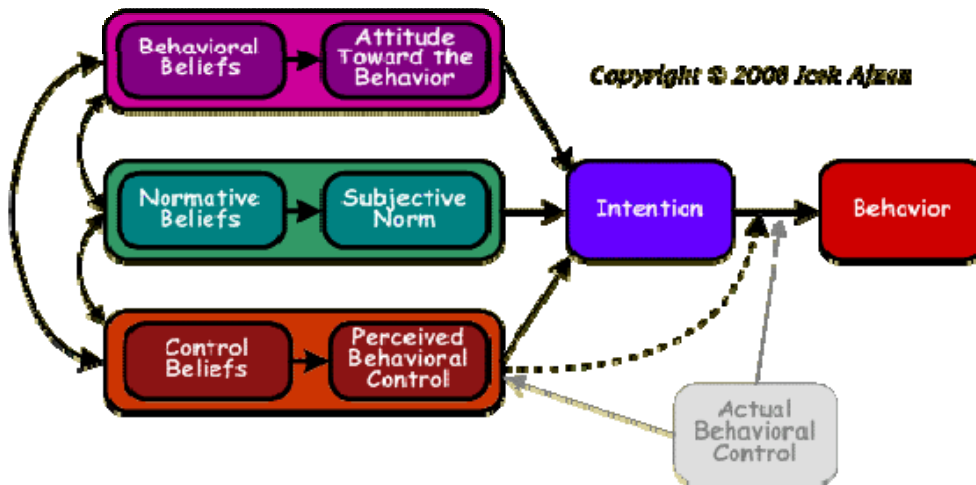 Behavioral
Beliefs
Attitude
Toward the
Behavior
Copyright © 2006 Icek Ajzen
Normative
Beliefs
Subjective
Norm
Intention
Behavior
Control
Beliefs
Perceived
Behavioral
Control
Actual
Behavioral
Control